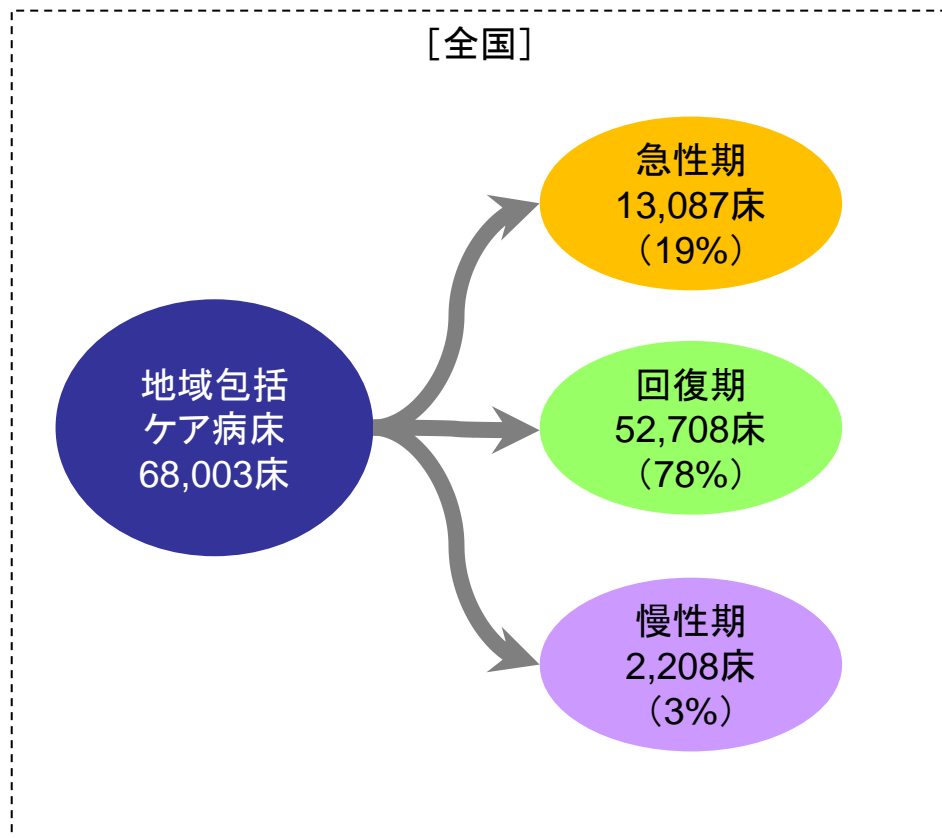 ［全国］
急性期
13,087床
（19%）
地域包括
ケア病床
68,003床
回復期
52,708床
（78%）
慢性期
2,208床
（3%）